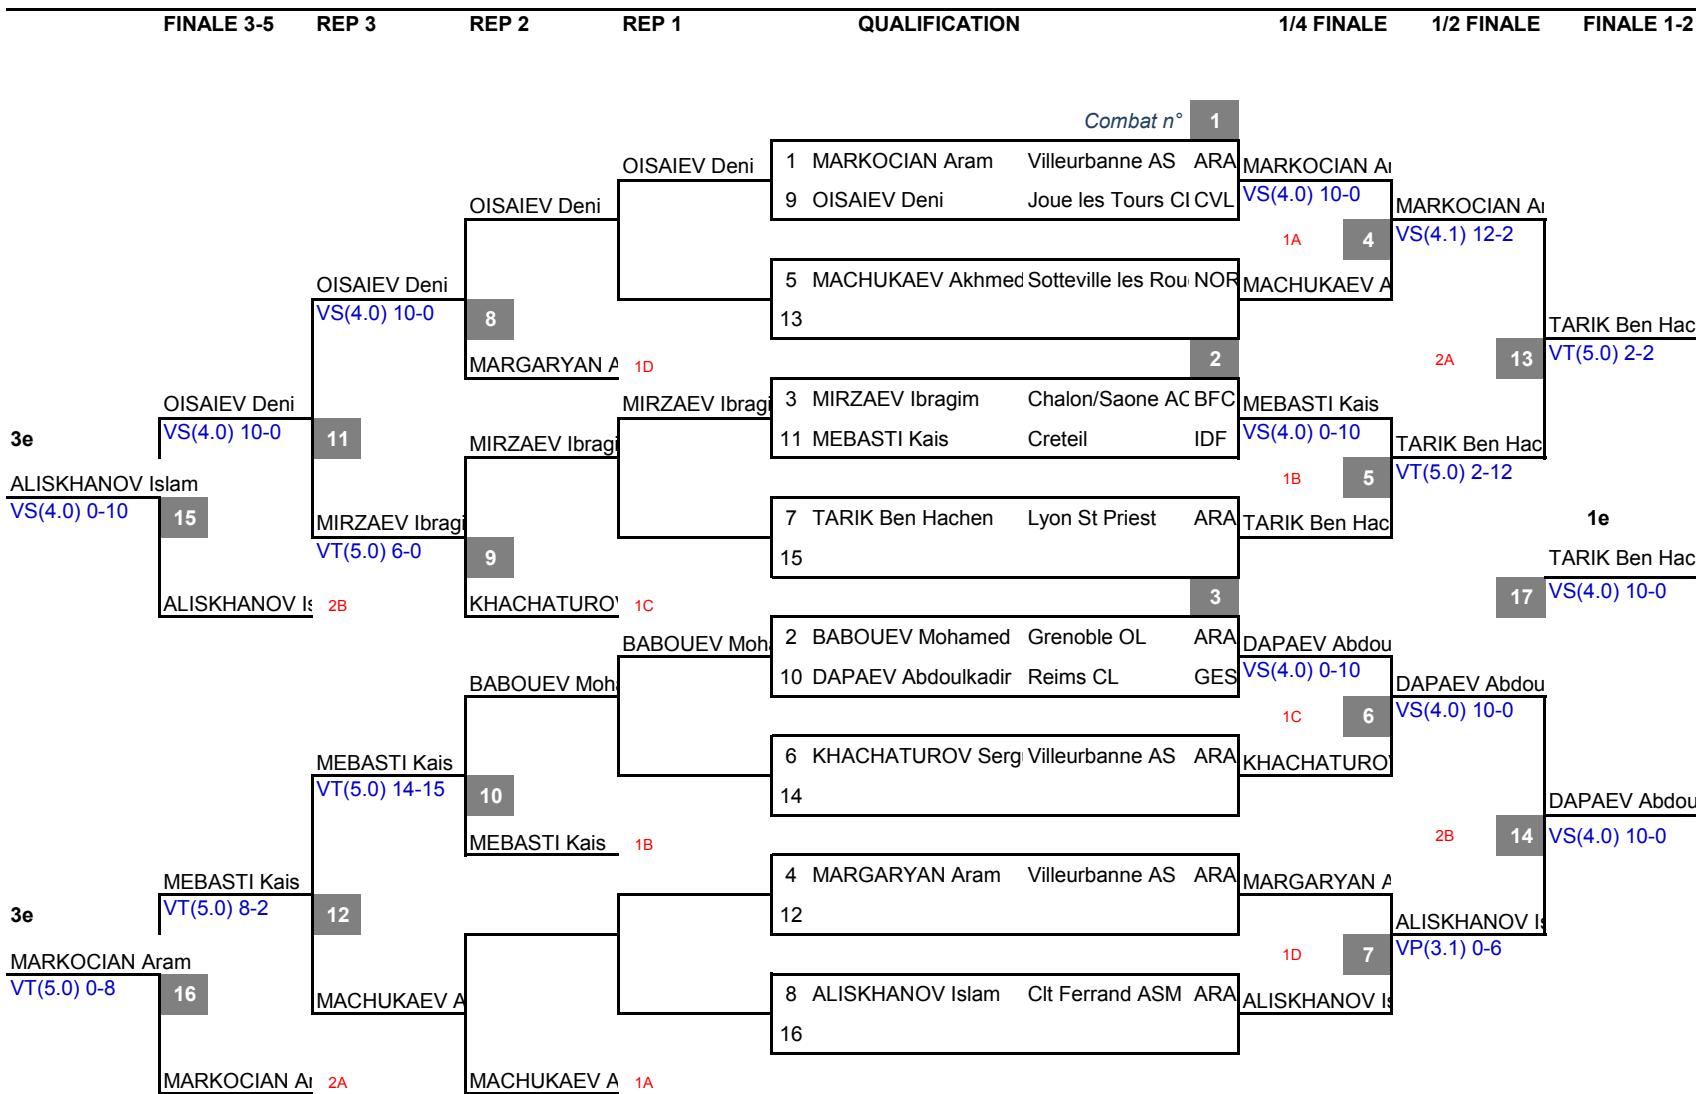 FINALE 3-5 REP 3 REP 2 REP 1 QUALIFICATION 1/4 FINALE 1/2 FINALE FINALE 1-2
Combat n° 1
OISAIEV Deni 1 MARKOCIAN Aram Villeurbanne AS ARA MARKOCIAN Ar
OISAIEV Deni 9 OISAIEV Deni Joue les Tours Cl CVL VS(4.0) 10-0 MARKOCIAN Ar
1A 4 VS(4.1) 12-2
OISAIEV Deni 5 MACHUKAEV Akhmed Sotteville les Rou NOR MACHUKAEV A
VS(4.0) 10-0 8 13 TARIK Ben Hac
MARGARYAN A 1D 2 2A 13 VT(5.0) 2-2
OISAIEV Deni MIRZAEV Ibragi 3 MIRZAEV Ibragim Chalon/Saone AC BFC MEBASTI Kais
3e VS(4.0) 10-0 11 MIRZAEV Ibragi 11 MEBASTI Kais Creteil IDF VS(4.0) 0-10 TARIK Ben Hac
ALISKHANOV Islam 1B 5 VT(5.0) 2-12
VS(4.0) 0-10 15 MIRZAEV Ibragi 7 TARIK Ben Hachen Lyon St Priest ARA TARIK Ben Hac 1e
VT(5.0) 6-0 9 15 TARIK Ben Hac
ALISKHANOV Is 2B KHACHATUROV 1C 3 17 VS(4.0) 10-0
BABOUEV Moha 2 BABOUEV Mohamed Grenoble OL ARA DAPAEV Abdou
BABOUEV Moha 10 DAPAEV Abdoulkadir Reims CL GES VS(4.0) 0-10 DAPAEV Abdou
1C 6 VS(4.0) 10-0
MEBASTI Kais 6 KHACHATUROV Serg Villeurbanne AS ARA KHACHATUROV
VT(5.0) 14-15 10 14 DAPAEV Abdou
MEBASTI Kais 1B 2B 14 VS(4.0) 10-0
MEBASTI Kais 4 MARGARYAN Aram Villeurbanne AS ARA MARGARYAN A
3e VT(5.0) 8-2 12 12 ALISKHANOV Is
MARKOCIAN Aram 1D 7 VP(3.1) 0-6
VT(5.0) 0-8 16 MACHUKAEV A 8 ALISKHANOV Islam Clt Ferrand ASM ARA ALISKHANOV Is
16
MARKOCIAN Ar 2A MACHUKAEV A 1A